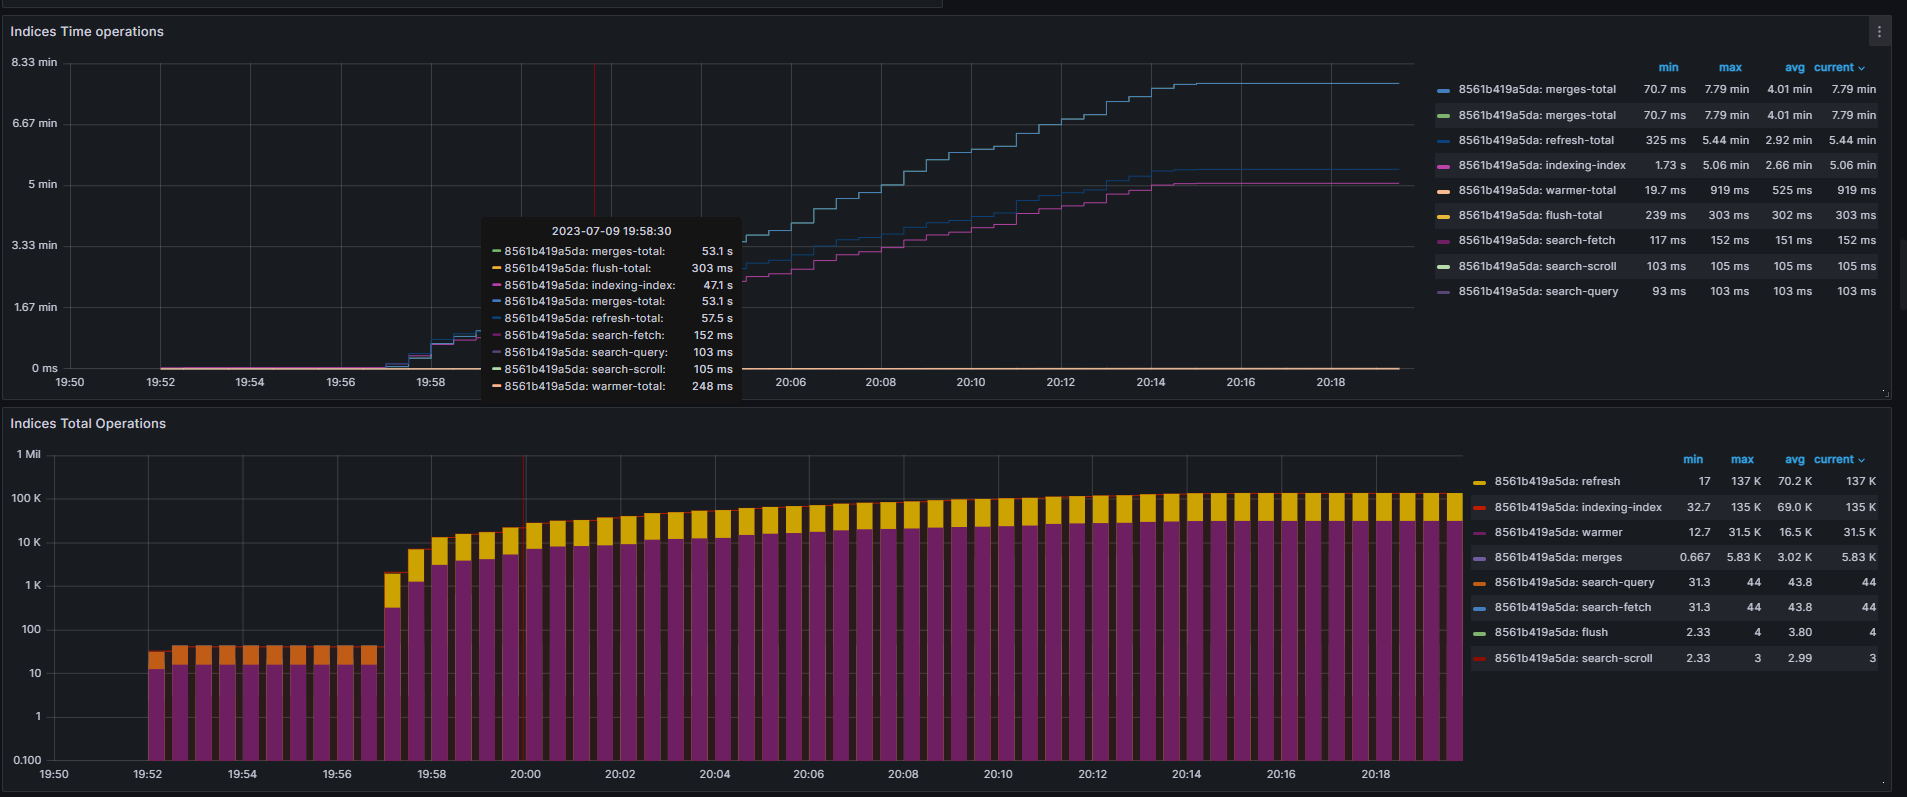 Indices Time operations
8.33 min
6.67 min
5 min
3.33 min
1.67 min
0 ms
19:50 19:52 19:54 19:56 19:58 20:06 20:08 20:10 20:12 20:14 20:16 20:18
2023-07-09 19:58:30
8561b419a5da: merges-total: 53.1 s
8561b419a5da: flush-total: 303 ms
8561b419a5da: indexing-index: 47.1 s
8561b419a5da: merges-total: 53.1 s
8561b419a5da: refresh-total: 57.5 s
8561b419a5da: search-fetch: 152 ms
8561b419a5da: search-query: 103 ms
8561b419a5da: search-scroll: 105 ms
8561b419a5da: warmer-total: 248 ms
min max avg current
8561b419a5da: merges-total 70.7 ms 7.79 min 4.01 min 7.79 min
8561b419a5da: merges-total 70.7 ms 7.79 min 4.01 min 7.79 min
8561b419a5da: refresh-total 325 ms 5.44 min 2.92 min 5.44 min
8561b419a5da: indexing-index 1.73 s 5.06 min 2.66 min 5.06 min
8561b419a5da: warmer-total 19.7 ms 919 ms 525 ms 919 ms
8561b419a5da: flush-total 239 ms 303 ms 302 ms 303 ms
8561b419a5da: search-fetch 117 ms 152 ms 151 ms 152 ms
8561b419a5da: search-scroll 103 ms 105 ms 105 ms 105 ms
8561b419a5da: search-query 93 ms 103 ms 103 ms 103 ms
Indices Total Operations
1 Mil
100 K
10 K
1 K
100
10
1
0.100
19:50 19:52 19:54 19:56 19:58 20:00 20:02 20:04 20:06 20:08 20:10 20:12 20:14 20:16 20:18
min max avg current
8561b419a5da: refresh 17 137 K 70.2 K 137 K
8561b419a5da: indexing-index 32.7 135 K 69.0 K 135 K
8561b419a5da: warmer 12.7 31.5 K 16.5 K 31.5 K
8561b419a5da: merges 0.667 5.83 K 3.02 K 5.83 K
8561b419a5da: search-query 31.3 44 43.8 44
8561b419a5da: search-fetch 31.3 44 43.8 44
8561b419a5da: flush 2.33 4 3.80 4
8561b419a5da: search-scroll 2.33 3 2.99 3